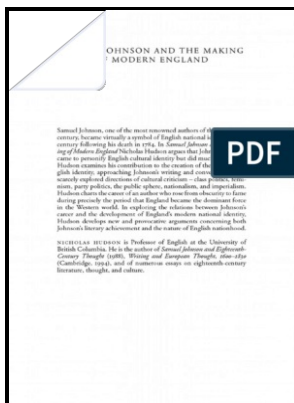 JOHNSON AND THE MAKING
MODERN ENGLAND
Samuel Johnson, one of the most renowned authors of the
century, became virtually a symbol of English national
century following his death in 1784. In Samuel Johnson
ing of Modern England Nicholas Hudson argues that
came to personify English cultural identity but did much
Hudson examines his contribution to the creation of the
glish identity, approaching Johnson's writing and
scarcely explored directions of cultural criticism – class politics,
nism, party politics, the public sphere, nationalism, and imperialism.
Hudson charts the career of an author who rose from obscurity to fame
during precisely the period that England became the dominant force
in the Western world. In exploring the relations between Johnson's
career and the development of England's modern national identity,
Hudson develops new and provocative arguments concerning both
Johnson's literary achievement and the nature of English nationhood.
PDF
NICHOLAS HUDSON is Professor of English at the University of
British Columbia. He is the author of Samuel Johnson and Eighteenth-
Century Thought (1988), Writing and European Thought, 1600–1830
(Cambridge, 1994), and of numerous essays on eighteenth-century
literature, thought, and culture.